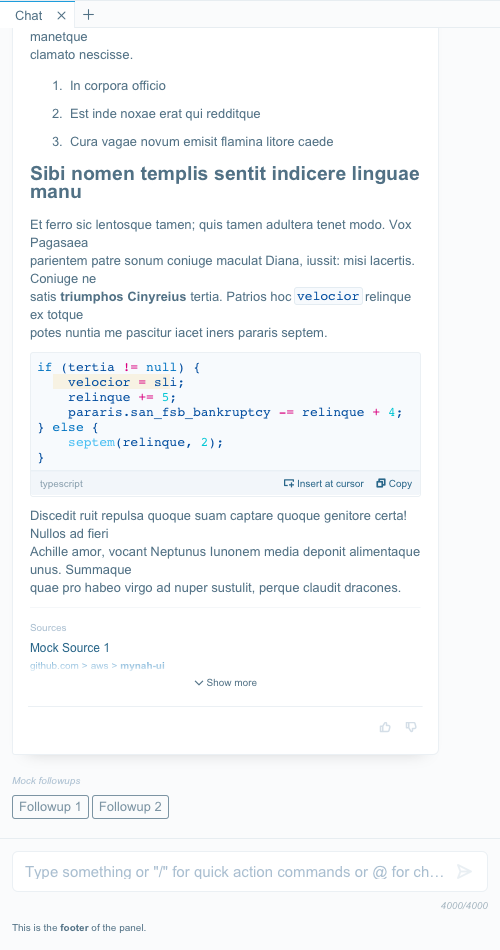 Chat
manetque
clamato nescisse.
1. In corpora officio
2. Est inde noxae erat qui redditque
3. Cura vagae novum emisit flamina litore caede
Sibi nomen templis sentit indicere linguae
manu
Et ferro sic lentosque tamen; quis tamen adultera tenet modo. Vox
Pagasaea
parientem patre sonum coniuge maculat Diana, iussit: misi lacertis.
Coniuge ne
satis triumphos Cinyreius tertia. Patrios hoc velocior relinque
ex totque
potes nuntia me pascitur iacet iners pararis septem.
if (tertia != null) {
    velocior = sli;
    relinque += 5;
    pararis.san_fsb_bankruptcy -= relinque + 4;
} else {
    septem(relinque, 2);
}
typescript Insert at cursor Copy
Discedit ruit repulsa quoque suam captare quoque genitore certa!
Nullos ad fieri
Achille amor, vocant Neptunus Iunonem media deponit alimentaque
unus. Summaque
quae pro habeo virgo ad nuper sustulit, perque claudit dracones.
Sources
Mock Source 1
github.com > aws > mynah-ui
Show more
Mock followups
Followup 1 Followup 2
Type something or "/" for quick action commands or @ for ch...
4000/4000
This is the footer of the panel.